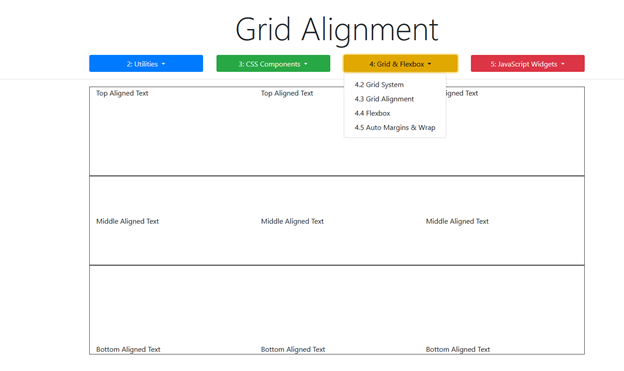 Grid Alignment
2: Utilities 3: CSS Components 4: Grid & Flexbox 5: JavaScript Widgets
4.2 Grid System
4.3 Grid Alignment
4.4 Flexbox
4.5 Auto Margins & Wrap
Top Aligned Text Top Aligned Text Aligned Text
Middle Aligned Text Middle Aligned Text Middle Aligned Text
Bottom Aligned Text Bottom Aligned Text Bottom Aligned Text